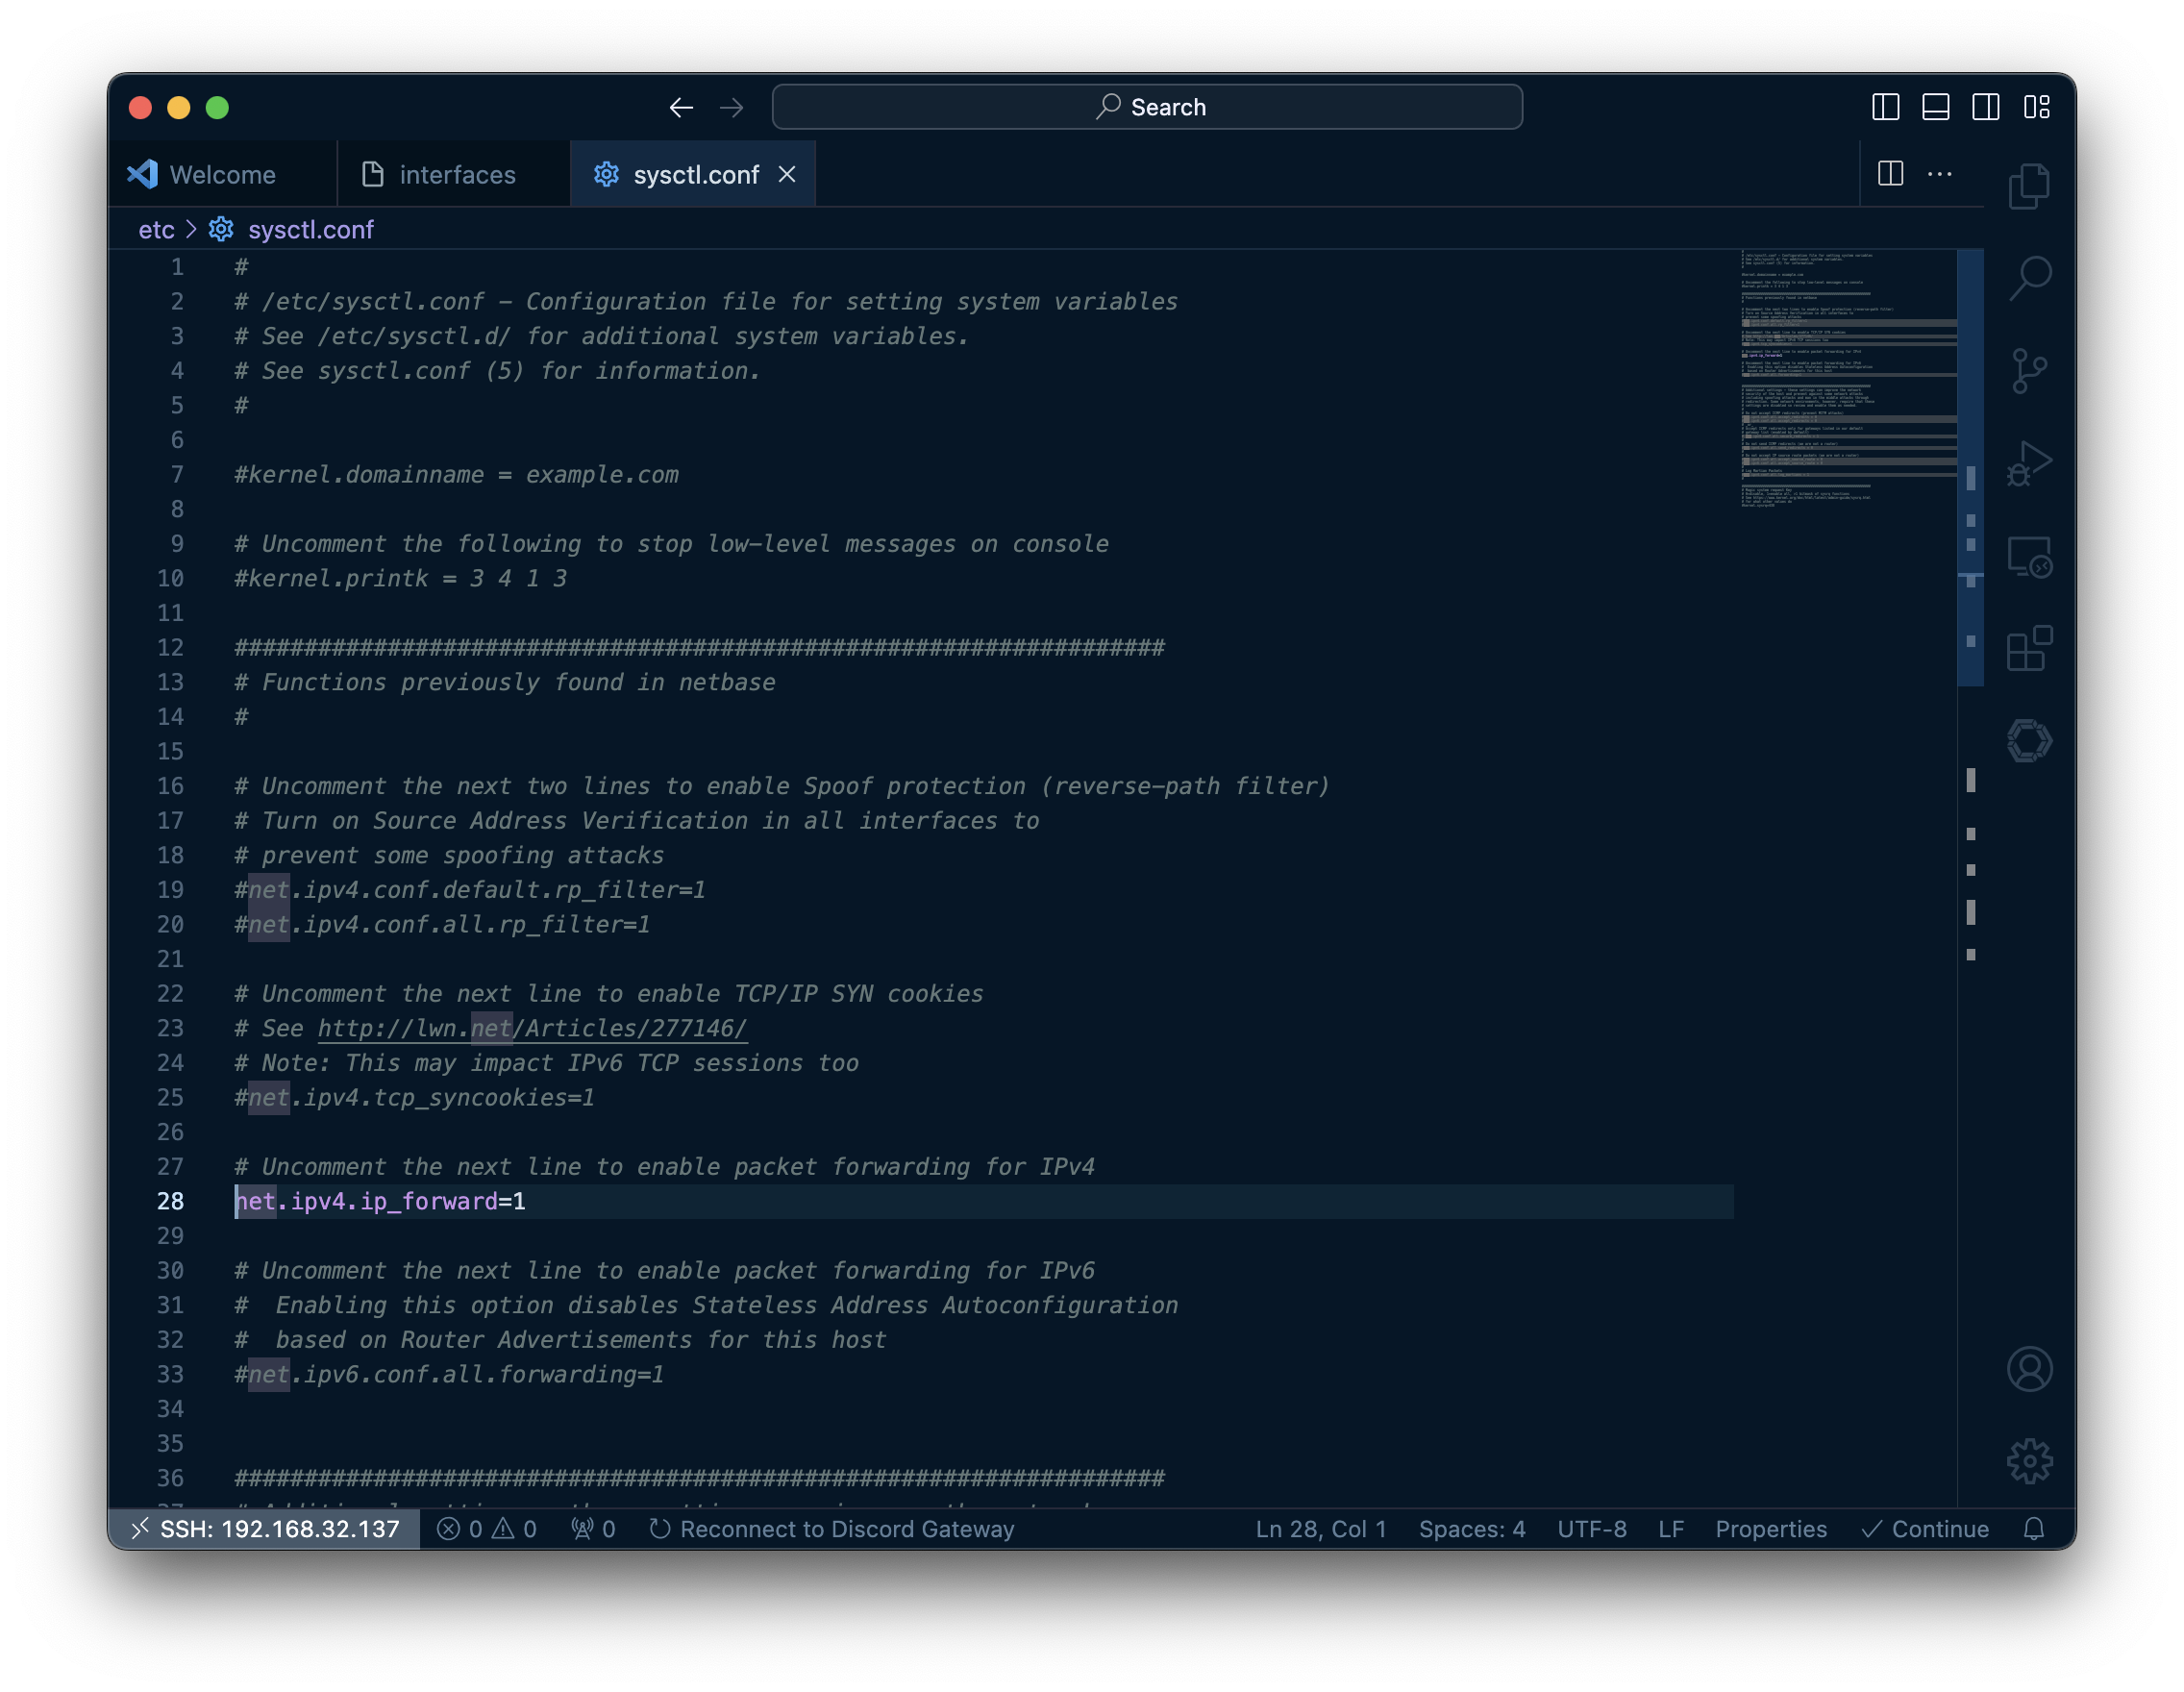 Search
Welcome
interfaces
sysctl.conf
etc > sysctl.conf
1 #
2 # /etc/sysctl.conf - Configuration file for setting system variables
3 # See /etc/sysctl.d/ for additional system variables.
4 # See sysctl.conf (5) for information.
5 #
6
7 #kernel.domainname = example.com
8
9 # Uncomment the following to stop low-level messages on console
10 #kernel.printk = 3 4 1 3
11
12 ###################################################################
13 # Functions previously found in netbase
14 #
15
16 # Uncomment the next two lines to enable Spoof protection (reverse-path filter)
17 # Turn on Source Address Verification in all interfaces to
18 # prevent some spoofing attacks
19 #net.ipv4.conf.default.rp_filter=1
20 #net.ipv4.conf.all.rp_filter=1
21
22 # Uncomment the next line to enable TCP/IP SYN cookies
23 # See http://lwn.net/Articles/277146/
24 # Note: This may impact IPv6 TCP sessions too
25 #net.ipv4.tcp_syncookies=1
26
27 # Uncomment the next line to enable packet forwarding for IPv4
28 net.ipv4.ip_forward=1
29
30 # Uncomment the next line to enable packet forwarding for IPv6
31 #  Enabling this option disables Stateless Address Autoconfiguration
32 #  based on Router Advertisements for this host
33 #net.ipv6.conf.all.forwarding=1
34
35
36 ###################################################################
SSH: 192.168.32.137 0 0 0 Reconnect to Discord Gateway Ln 28, Col 1 Spaces: 4 UTF-8 LF Properties Continue